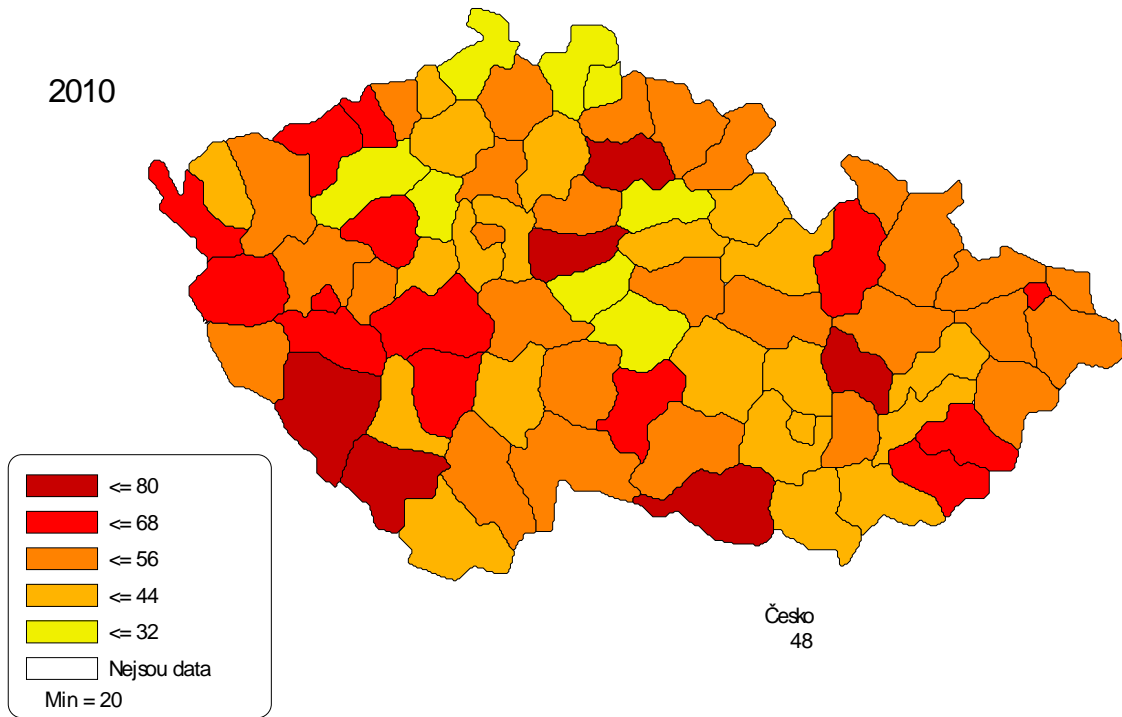 2010
<= 80
<= 68
<= 56
<= 44
<= 32
Nejsou data
Min = 20
Česko
48